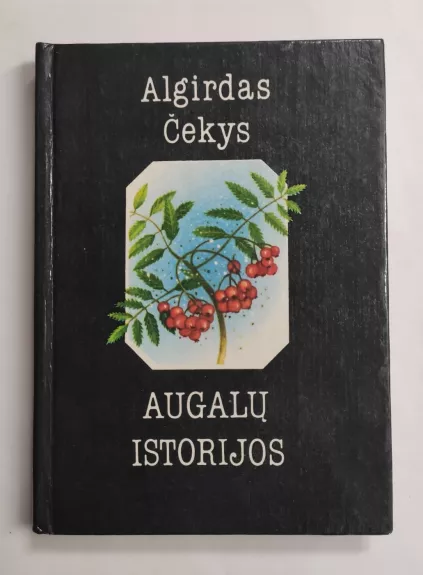 Algirdas
Čekys
AUGALŲ
ISTORIJOS